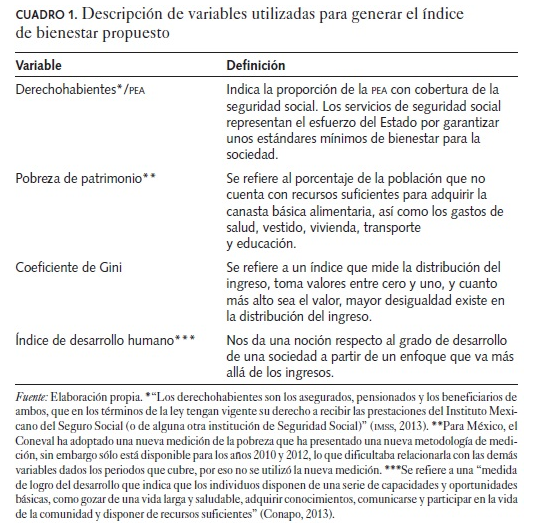 CUADRO 1. Descripción de variables utilizadas para generar el índice
de bienestar propuesto
Variable Definición
Derechohabientes*/PEA Indica la proporción de la PEA con cobertura de la
seguridad social. Los servicios de seguridad social
representan el esfuerzo del Estado por garantizar
unos estándares mínimos de bienestar para la
sociedad.
Pobreza de patrimonio** Se refiere al porcentaje de la población que no
cuenta con recursos suficientes para adquirir la
canasta básica alimentaria, así como los gastos de
salud, vestido, vivienda, transporte
y educación.
Coeficiente de Gini Se refiere a un índice que mide la distribución del
ingreso, toma valores entre cero y uno, y cuanto
más alto sea el valor, mayor desigualdad existe en
la distribución del ingreso.
Índice de desarrollo humano*** Nos da una noción respecto al grado de desarrollo
de una sociedad a partir de un enfoque que va más
allá de los ingresos.
Fuente: Elaboración propia. *“Los derechohabientes son los asegurados, pensionados y los beneficiarios de
ambos, que en los términos de la ley tengan vigente su derecho a recibir las prestaciones del Instituto Mexi-
cano del Seguro Social (o de alguna otra institución de Seguridad Social)” (IMSS, 2013). **Para México, el
Coneval ha adoptado una nueva medición de la pobreza que ha presentado una nueva metodología de medi-
ción, sin embargo sólo está disponible para los años 2010 y 2012, lo que dificultaba relacionarla con las demás
variables dados los periodos que cubre, por eso no se utilizó la nueva medición. ***Se refiere a una “medida
de logro del desarrollo que indica que los individuos disponen de una serie de capacidades y oportunidades
básicas, como gozar de una vida larga y saludable, adquirir conocimientos, comunicarse y participar en la vida
de la comunidad y disponer de recursos suficientes” (Conapo, 2013).